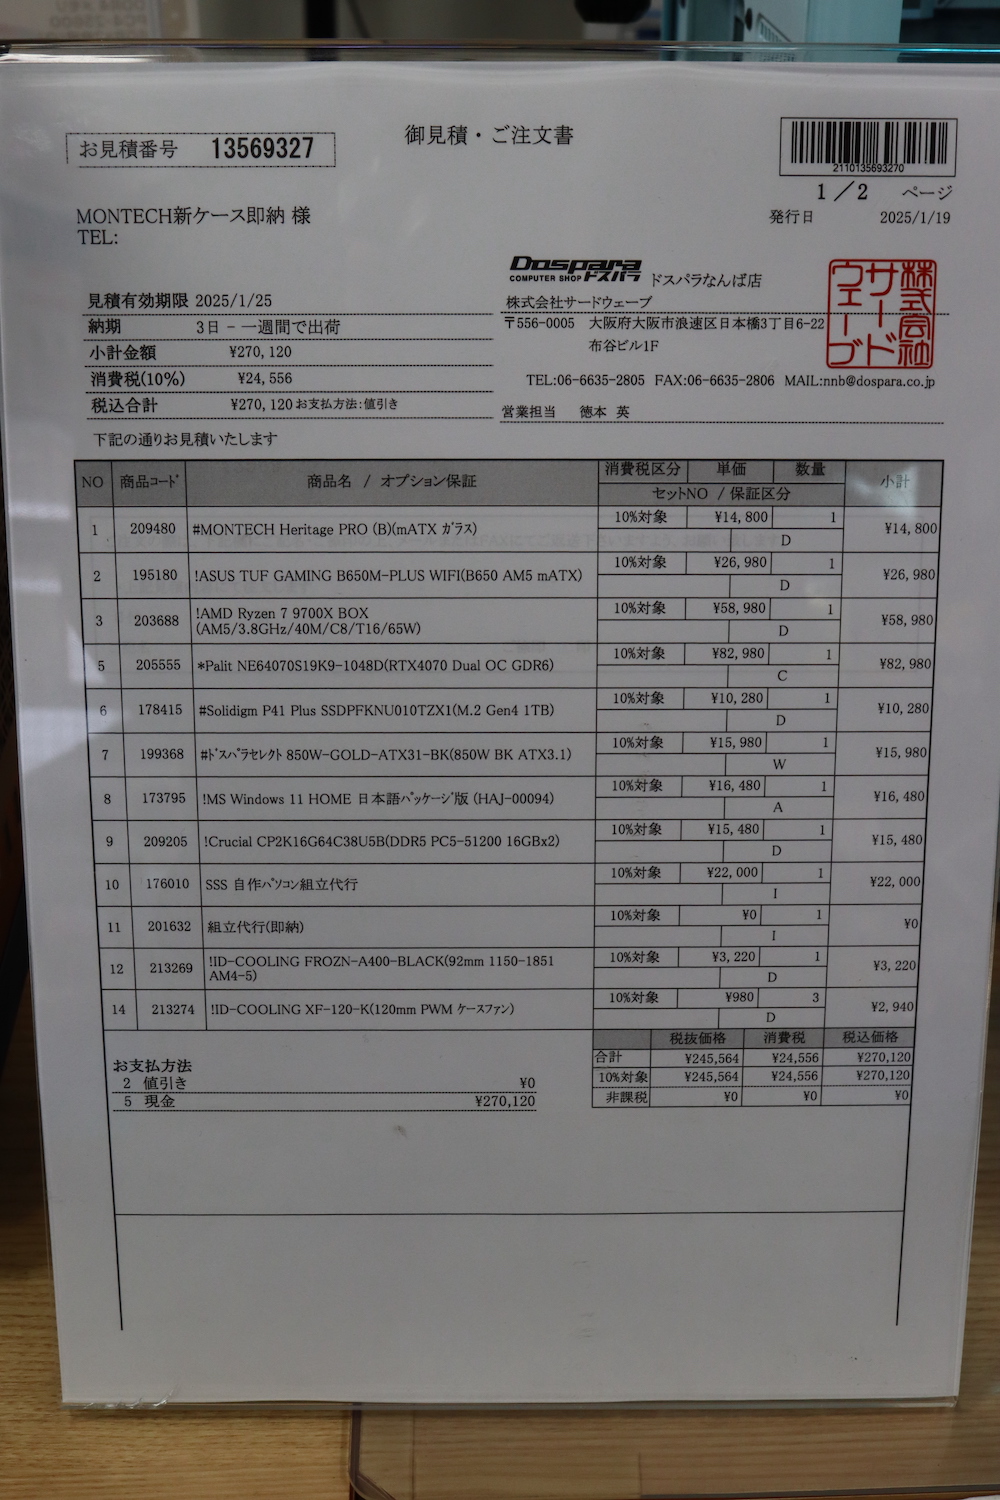 お見積番号 13569327
御見積・ご注文書
2110135693270
1／2 ページ
発行日 2025/1/19
MONTECH新ケース即納 様
TEL:
Dospara
COMPUTER SHOP ドスパラ ドスパラなんば店
株式会社サードウェーブ
〒556-0005 大阪府大阪市浪速区日本橋3丁目6-22
布谷ビル1F
TEL:06-6635-2805 FAX:06-6635-2806 MAIL:nnb@dospara.co.jp
営業担当 徳本 英
株式会社サードウェーブ
見積有効期限 2025/1/25
納期 3日 - 一週間で出荷
小計金額 ¥270,120
消費税(10%) ¥24,556
税込合計 ¥270,120 お支払方法:値引き
下記の通りお見積いたします
NO 商品ｺｰﾄﾞ 商品名 / オプション保証 消費税区分 単価 数量 小計
セットNO / 保証区分
1 209480 #MONTECH Heritage PRO (B)(mATX ｶﾞﾗｽ) 10%対象 ¥14,800 1 ¥14,800
D
2 195180 !ASUS TUF GAMING B650M-PLUS WIFI(B650 AM5 mATX) 10%対象 ¥26,980 1 ¥26,980
D
3 203688 !AMD Ryzen 7 9700X BOX 10%対象 ¥58,980 1 ¥58,980
(AM5/3.8GHz/40M/C8/T16/65W) D
5 205555 *Palit NE64070S19K9-1048D(RTX4070 Dual OC GDR6) 10%対象 ¥82,980 1 ¥82,980
C
6 178415 #Solidigm P41 Plus SSDPFKNU010TZX1(M.2 Gen4 1TB) 10%対象 ¥10,280 1 ¥10,280
D
7 199368 #ﾄﾞｽﾊﾟﾗセレクト 850W-GOLD-ATX31-BK(850W BK ATX3.1) 10%対象 ¥15,980 1 ¥15,980
W
8 173795 !MS Windows 11 HOME 日本語ﾊﾟｯｹｰｼﾞ版 (HAJ-00094) 10%対象 ¥16,480 1 ¥16,480
A
9 209205 !Crucial CP2K16G64C38U5B(DDR5 PC5-51200 16GBx2) 10%対象 ¥15,480 1 ¥15,480
D
10 176010 SSS 自作ﾊﾟｿｺﾝ組立代行 10%対象 ¥22,000 1 ¥22,000
I
11 201632 組立代行(即納) 10%対象 ¥0 1 ¥0
I
12 213269 !ID-COOLING FROZN-A400-BLACK(92mm 1150-1851 10%対象 ¥3,220 1 ¥3,220
AM4-5) D
14 213274 !ID-COOLING XF-120-K(120mm PWM ケースファン) 10%対象 ¥980 3 ¥2,940
D
税抜価格 消費税 税込価格
合計 ¥245,564 ¥24,556 ¥270,120
10%対象 ¥245,564 ¥24,556 ¥270,120
非課税 ¥0 ¥0 ¥0
お支払方法
2 値引き ¥0
5 現金 ¥270,120